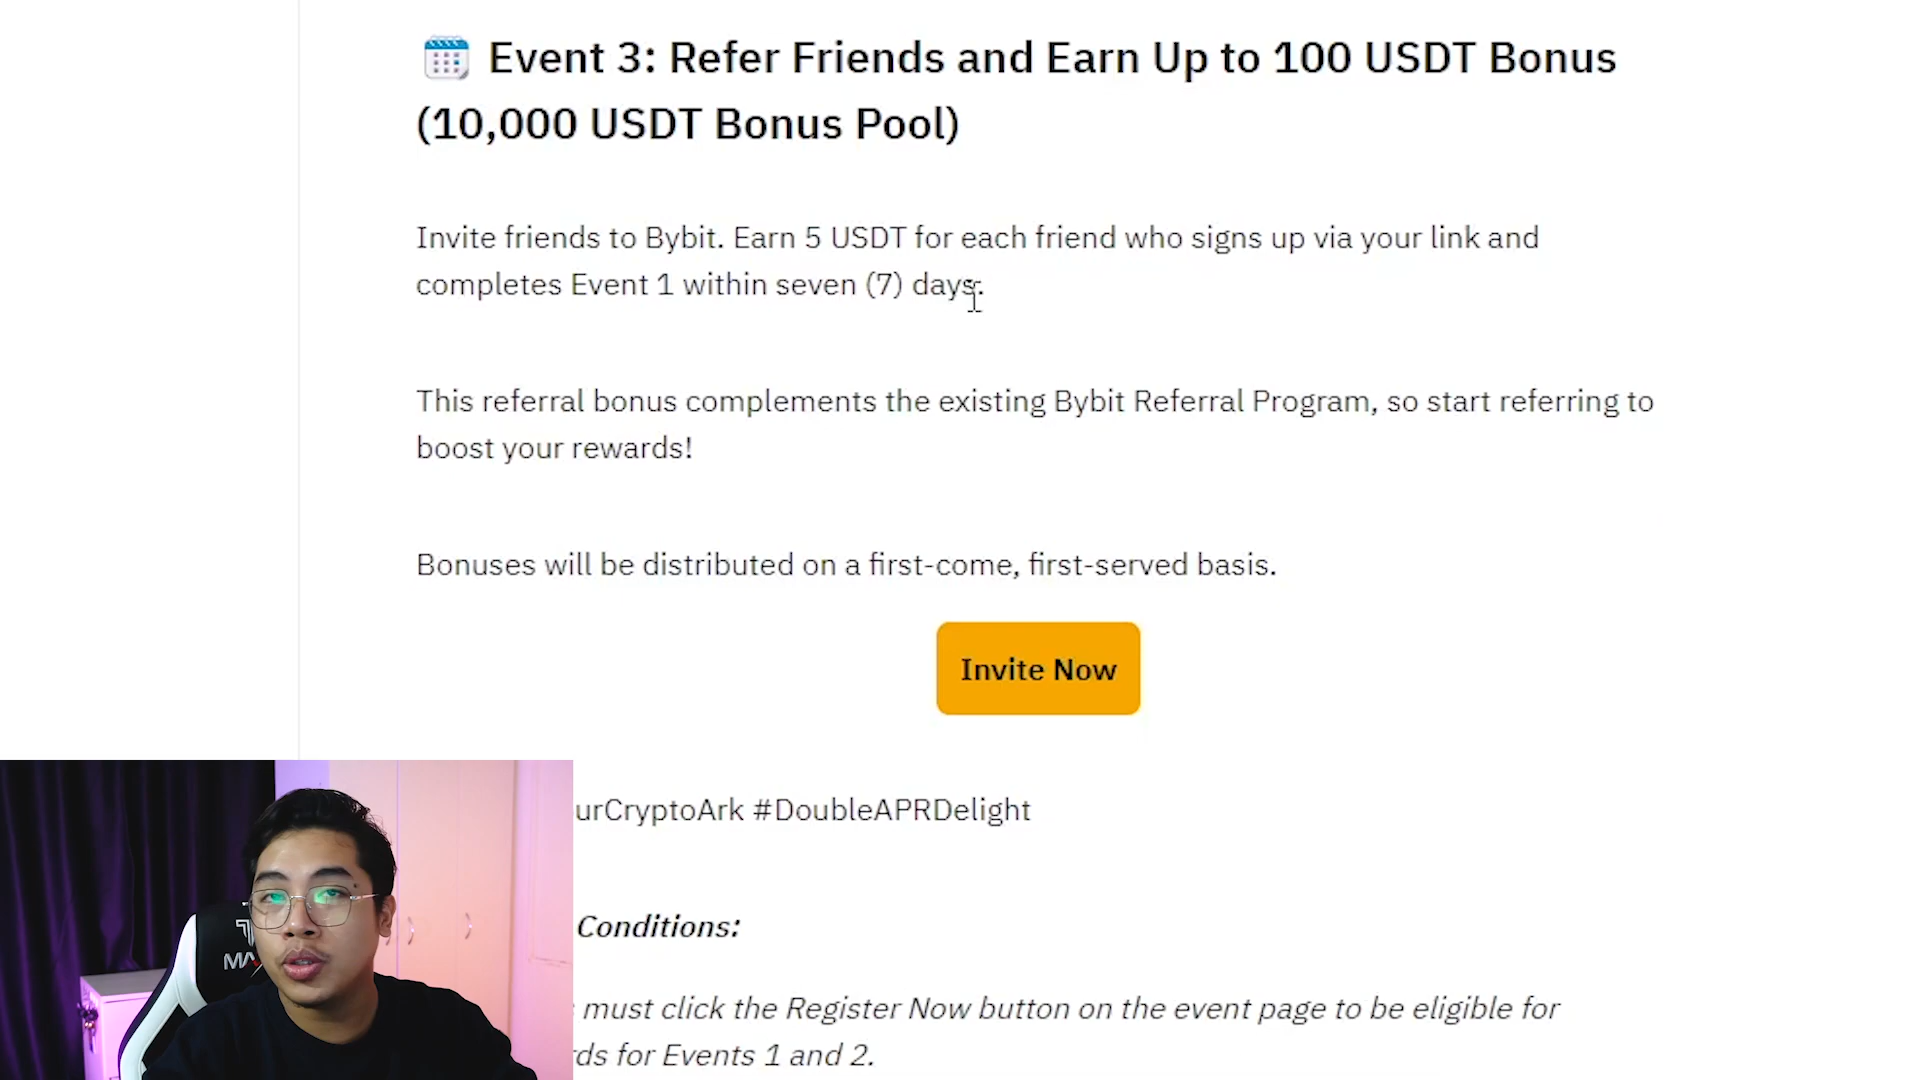 Event 3: Refer Friends and Earn Up to 100 USDT Bonus
(10,000 USDT Bonus Pool)
Invite friends to Bybit. Earn 5 USDT for each friend who signs up via your link and
completes Event 1 within seven (7) days.
This referral bonus complements the existing Bybit Referral Program, so start referring to
boost your rewards!
Bonuses will be distributed on a first-come, first-served basis.
Invite Now
urCryptoArk #DoubleAPRDelight
Conditions:
must click the Register Now button on the event page to be eligible for
ds for Events 1 and 2.